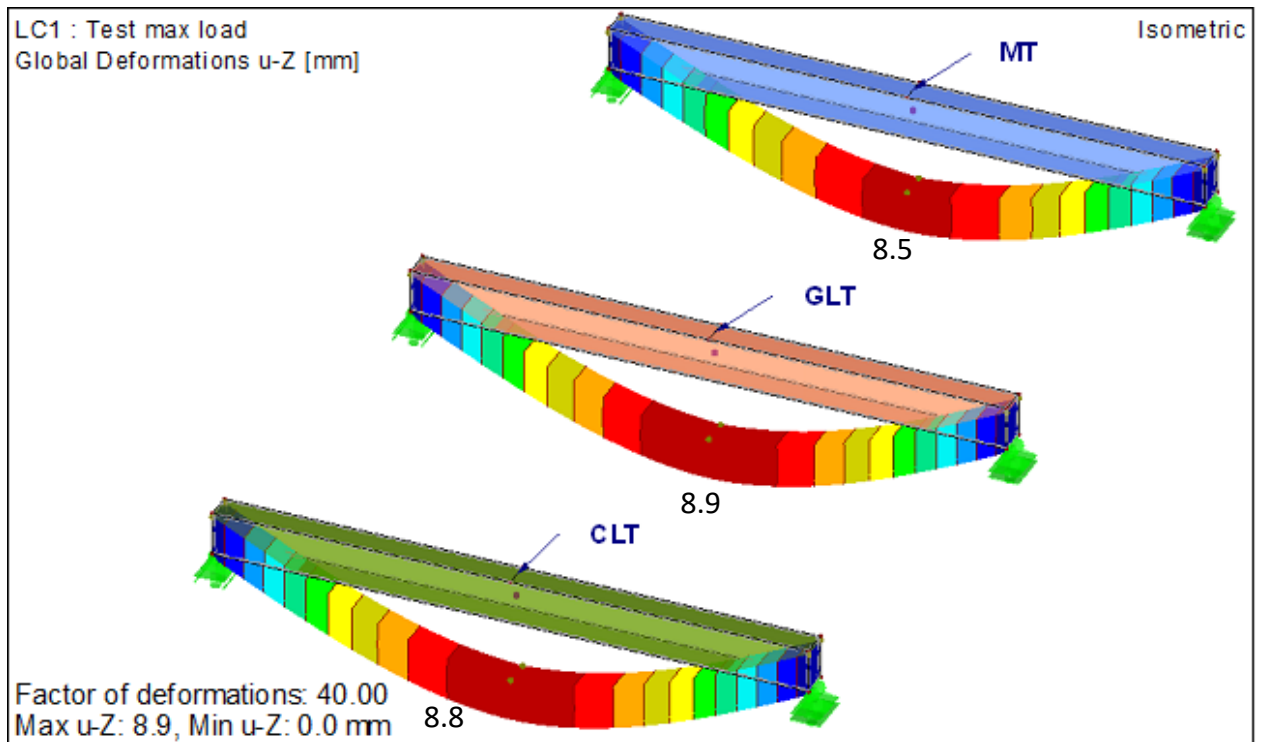 LC1 : Test max load
Global Deformations u-Z [mm]
Isometric
MT
8.5
GLT
8.9
CLT
8.8
Factor of deformations: 40.00
Max u-Z: 8.9, Min u-Z: 0.0 mm